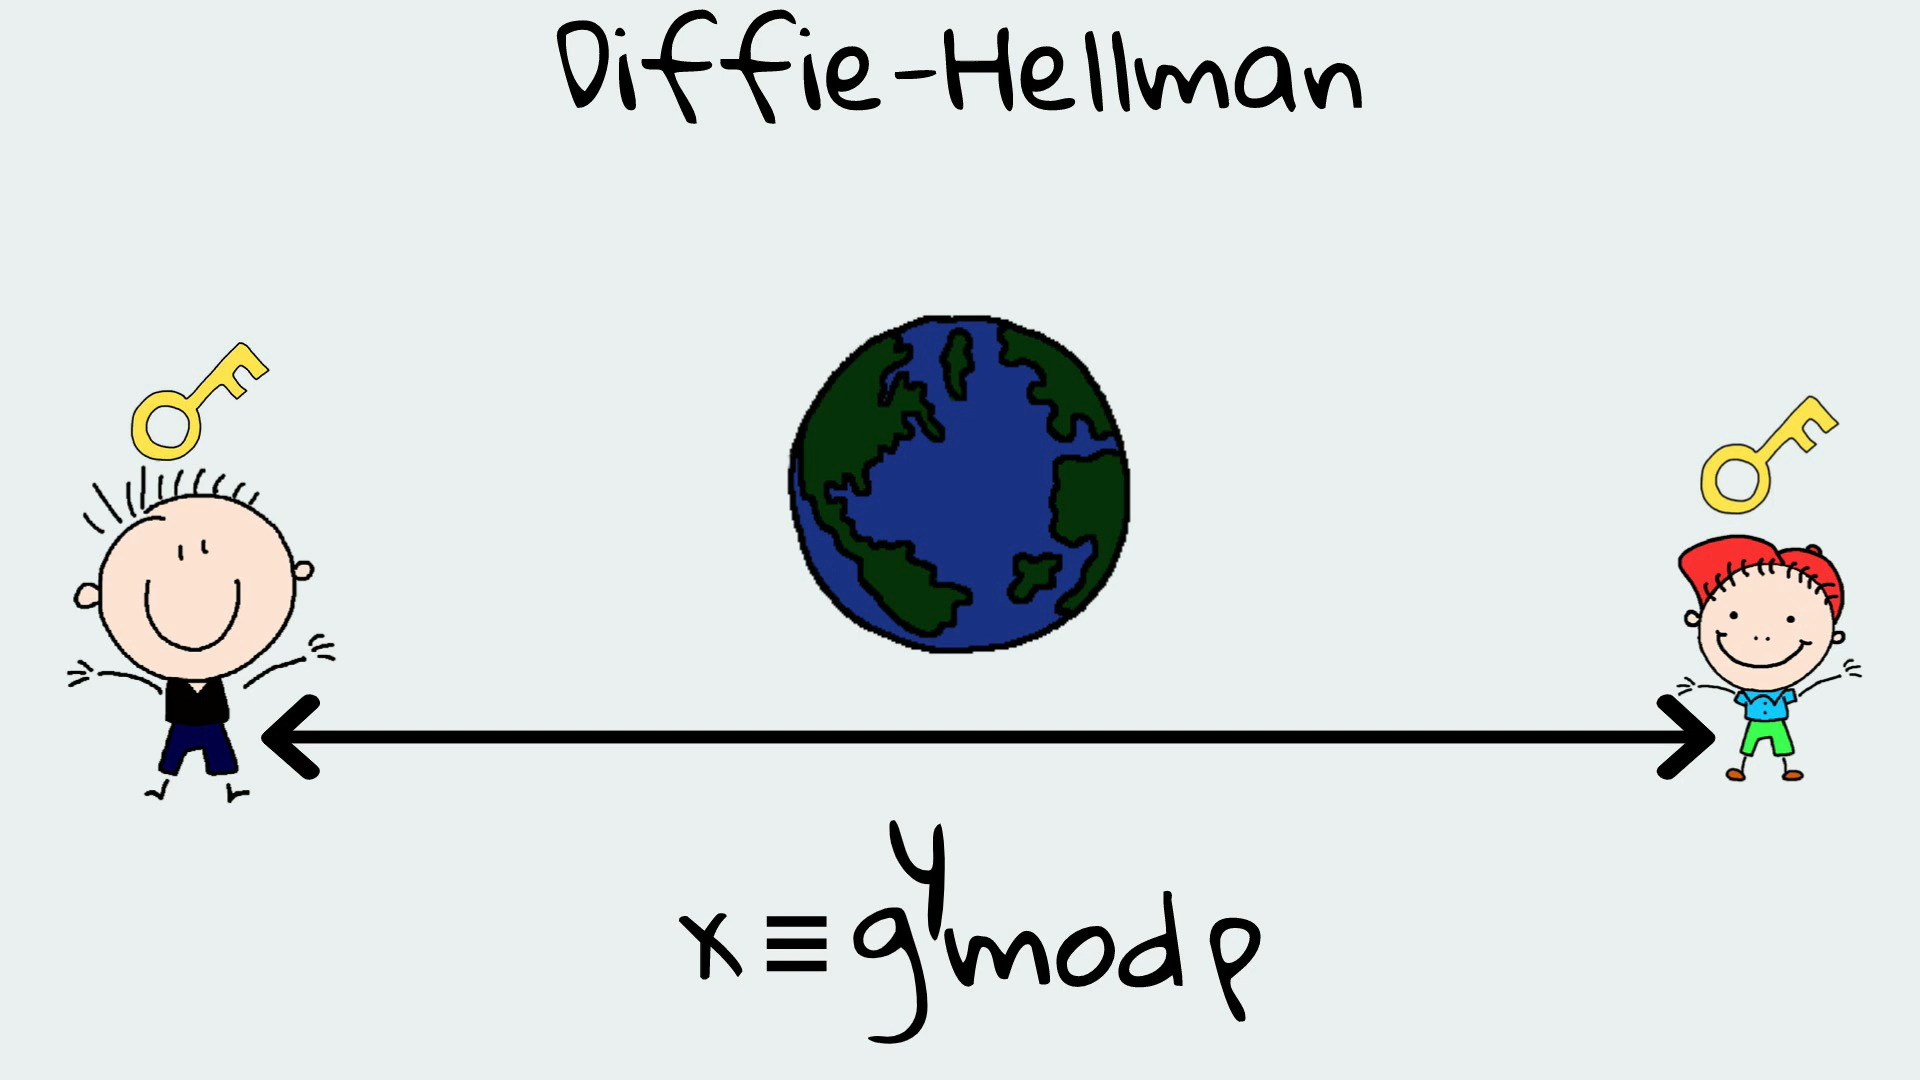 Diffie-Hellman
x ≡ g^y mod p